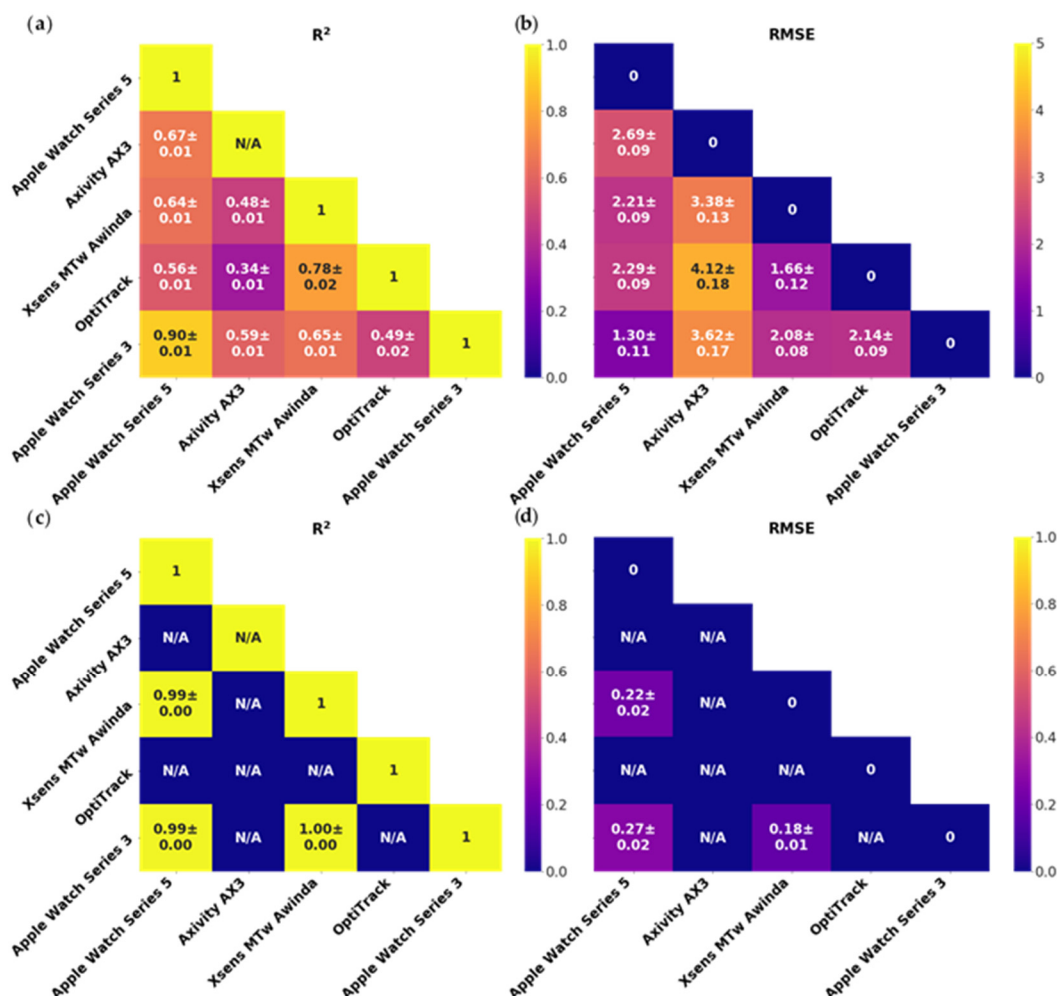 (a)
R²
1.0
0.8
0.6
0.4
0.2
0.0
Apple Watch Series 5
Axivity AX3
Xsens MTw Awinda
OptiTrack
Apple Watch Series 3
1
0.67±
0.01
N/A
0.64±
0.01
0.48±
0.01
1
0.56±
0.01
0.34±
0.01
0.78±
0.02
1
0.90±
0.01
0.59±
0.01
0.65±
0.01
0.49±
0.02
1
Apple Watch Series 5
Axivity AX3
Xsens MTw Awinda
OptiTrack
Apple Watch Series 3
(b)
RMSE
5
4
3
2
1
0
0
2.69±
0.09
0
2.21±
0.09
3.38±
0.13
0
2.29±
0.09
4.12±
0.18
1.66±
0.12
0
1.30±
0.11
3.62±
0.17
2.08±
0.08
2.14±
0.09
0
Apple Watch Series 5
Axivity AX3
Xsens MTw Awinda
OptiTrack
Apple Watch Series 3
(c)
R²
1.0
0.8
0.6
0.4
0.2
0.0
Apple Watch Series 5
Axivity AX3
Xsens MTw Awinda
OptiTrack
Apple Watch Series 3
1
N/A
N/A
0.99±
0.00
N/A
1
N/A
N/A
N/A
1
0.99±
0.00
N/A
1.00±
0.00
N/A
1
Apple Watch Series 5
Axivity AX3
Xsens MTw Awinda
OptiTrack
Apple Watch Series 3
(d)
RMSE
1.0
0.8
0.6
0.4
0.2
0.0
0
N/A
N/A
0.22±
0.02
N/A
0
N/A
N/A
N/A
0
0.27±
0.02
N/A
0.18±
0.01
N/A
0
Apple Watch Series 5
Axivity AX3
Xsens MTw Awinda
OptiTrack
Apple Watch Series 3